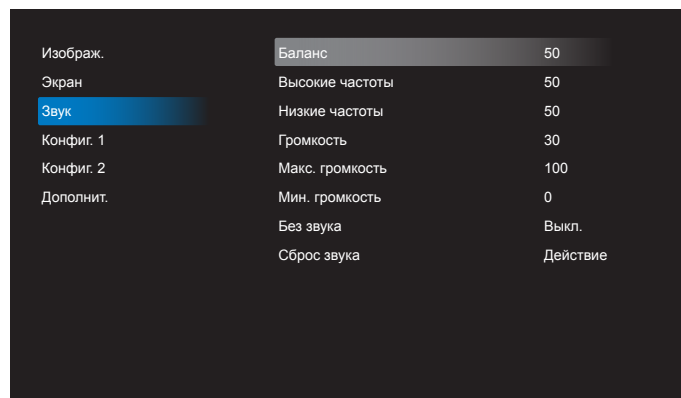 Изображ.
Экран
Звук
Конфиг. 1
Конфиг. 2
Дополнит.
Баланс 50
Высокие частоты 50
Низкие частоты 50
Громкость 30
Макс. громкость 100
Мин. громкость 0
Без звука Выкл.
Сброс звука Действие